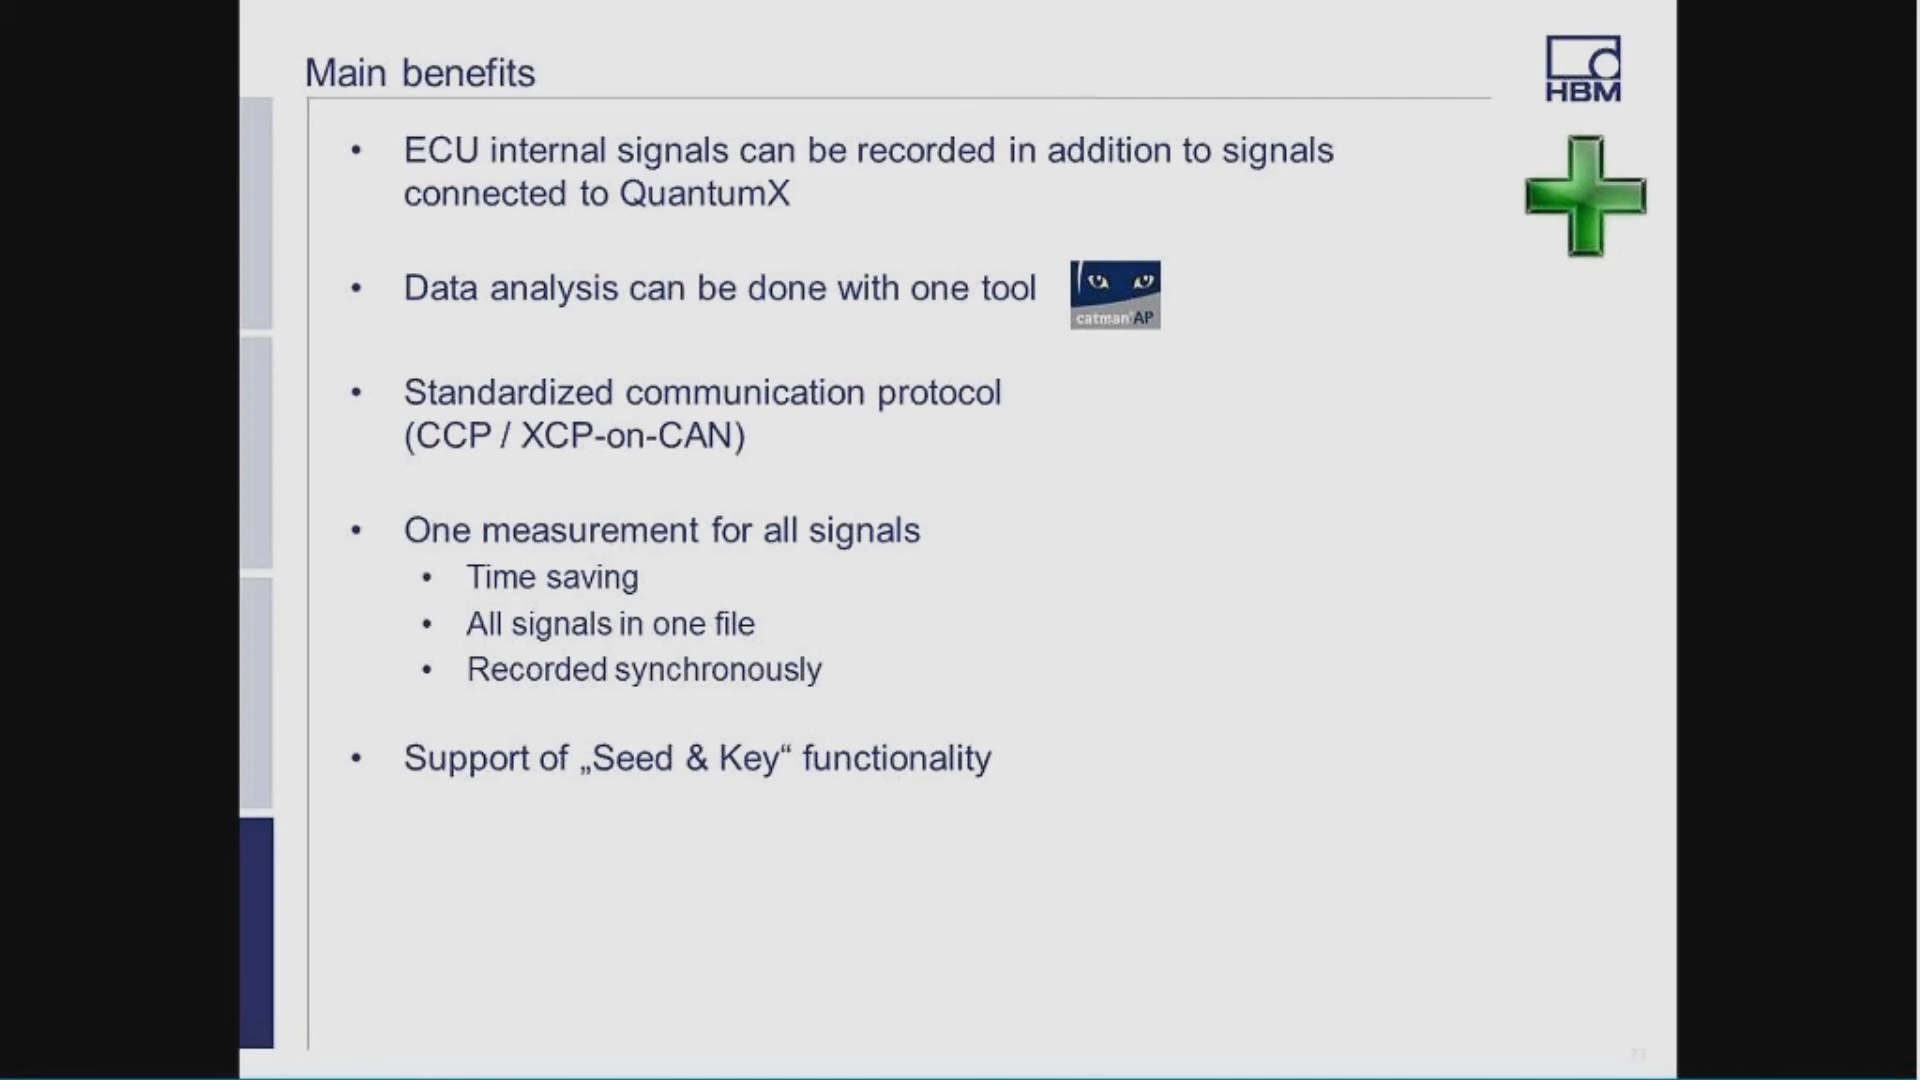 Main benefits
HBM
• ECU internal signals can be recorded in addition to signals
connected to QuantumX
• Data analysis can be done with one tool
catman®AP
• Standardized communication protocol
(CCP / XCP-on-CAN)
• One measurement for all signals
• Time saving
• All signals in one file
• Recorded synchronously
• Support of „Seed & Key“ functionality